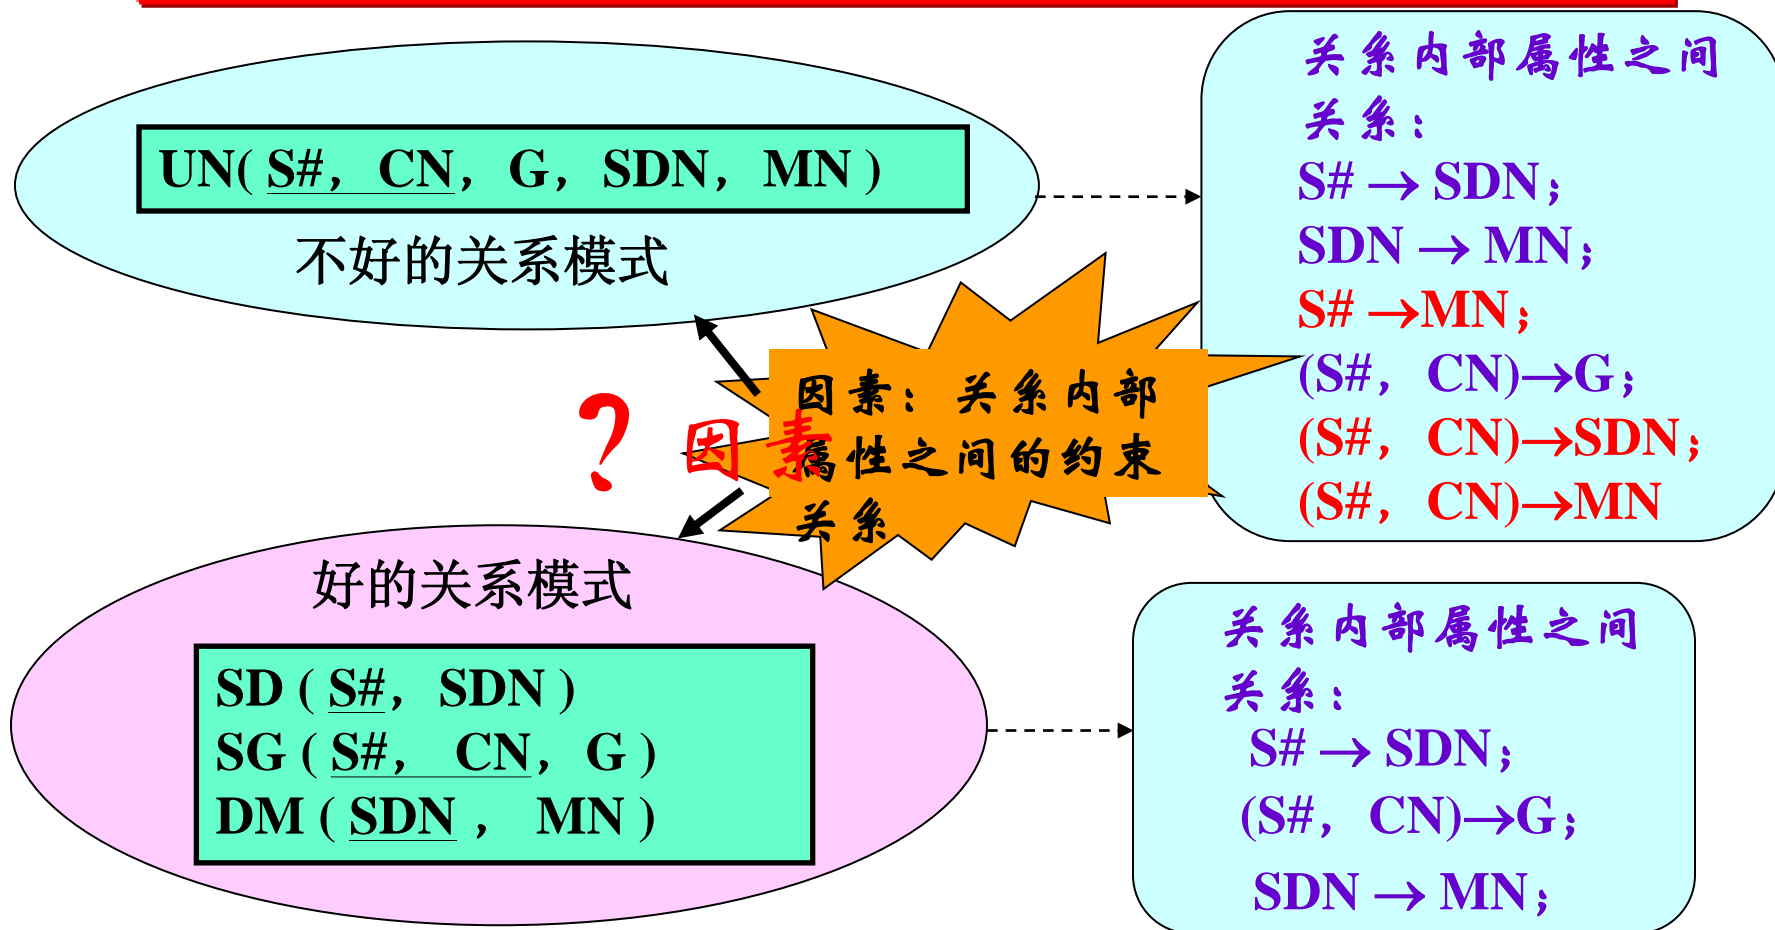 UN( S#, CN, G, SDN, MN )
不好的关系模式
关系内部属性之间
关系:
S# → SDN;
SDN → MN;
S# →MN;
(S#, CN)→G;
(S#, CN)→SDN;
(S#, CN)→MN
? 因素
因素: 关系内部
属性之间的约束
关系
好的关系模式
SD ( S#, SDN )
SG ( S#, CN, G )
DM ( SDN , MN )
关系内部属性之间
关系:
S# → SDN;
(S#, CN)→G;
SDN → MN;